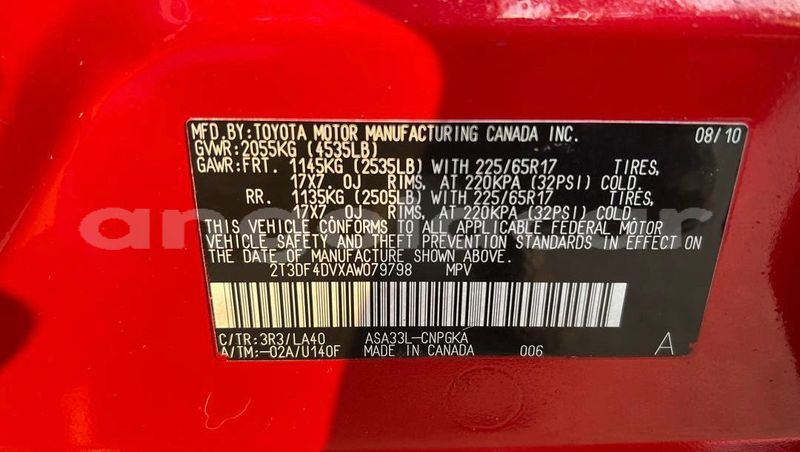 MFD.BY:TOYOTA MOTOR MANUFACTURING CANADA INC. 08/10
GVWR:2055KG (4535LB)
GAWR:FRT. 1145KG (2535LB) WITH 225/65R17 TIRES,
17X7.0J RIMS, AT 220KPA (32PSI) COLD.
RR. 1135KG (2505LB) WITH 225/65R17 TIRES,
17X7.0J RIMS, AT 220KPA (32PSI) COLD.
THIS VEHICLE CONFORMS TO ALL APPLICABLE FEDERAL MOTOR
VEHICLE SAFETY AND THEFT PREVENTION STANDARDS IN EFFECT ON
THE DATE OF MANUFACTURE SHOWN ABOVE.
2T3DF4DVXAW079798 MPV
C/TR:3R3/LA40 ASA33L-CNPGKA
A/TM:-02A/U140F MADE IN CANADA 006 A